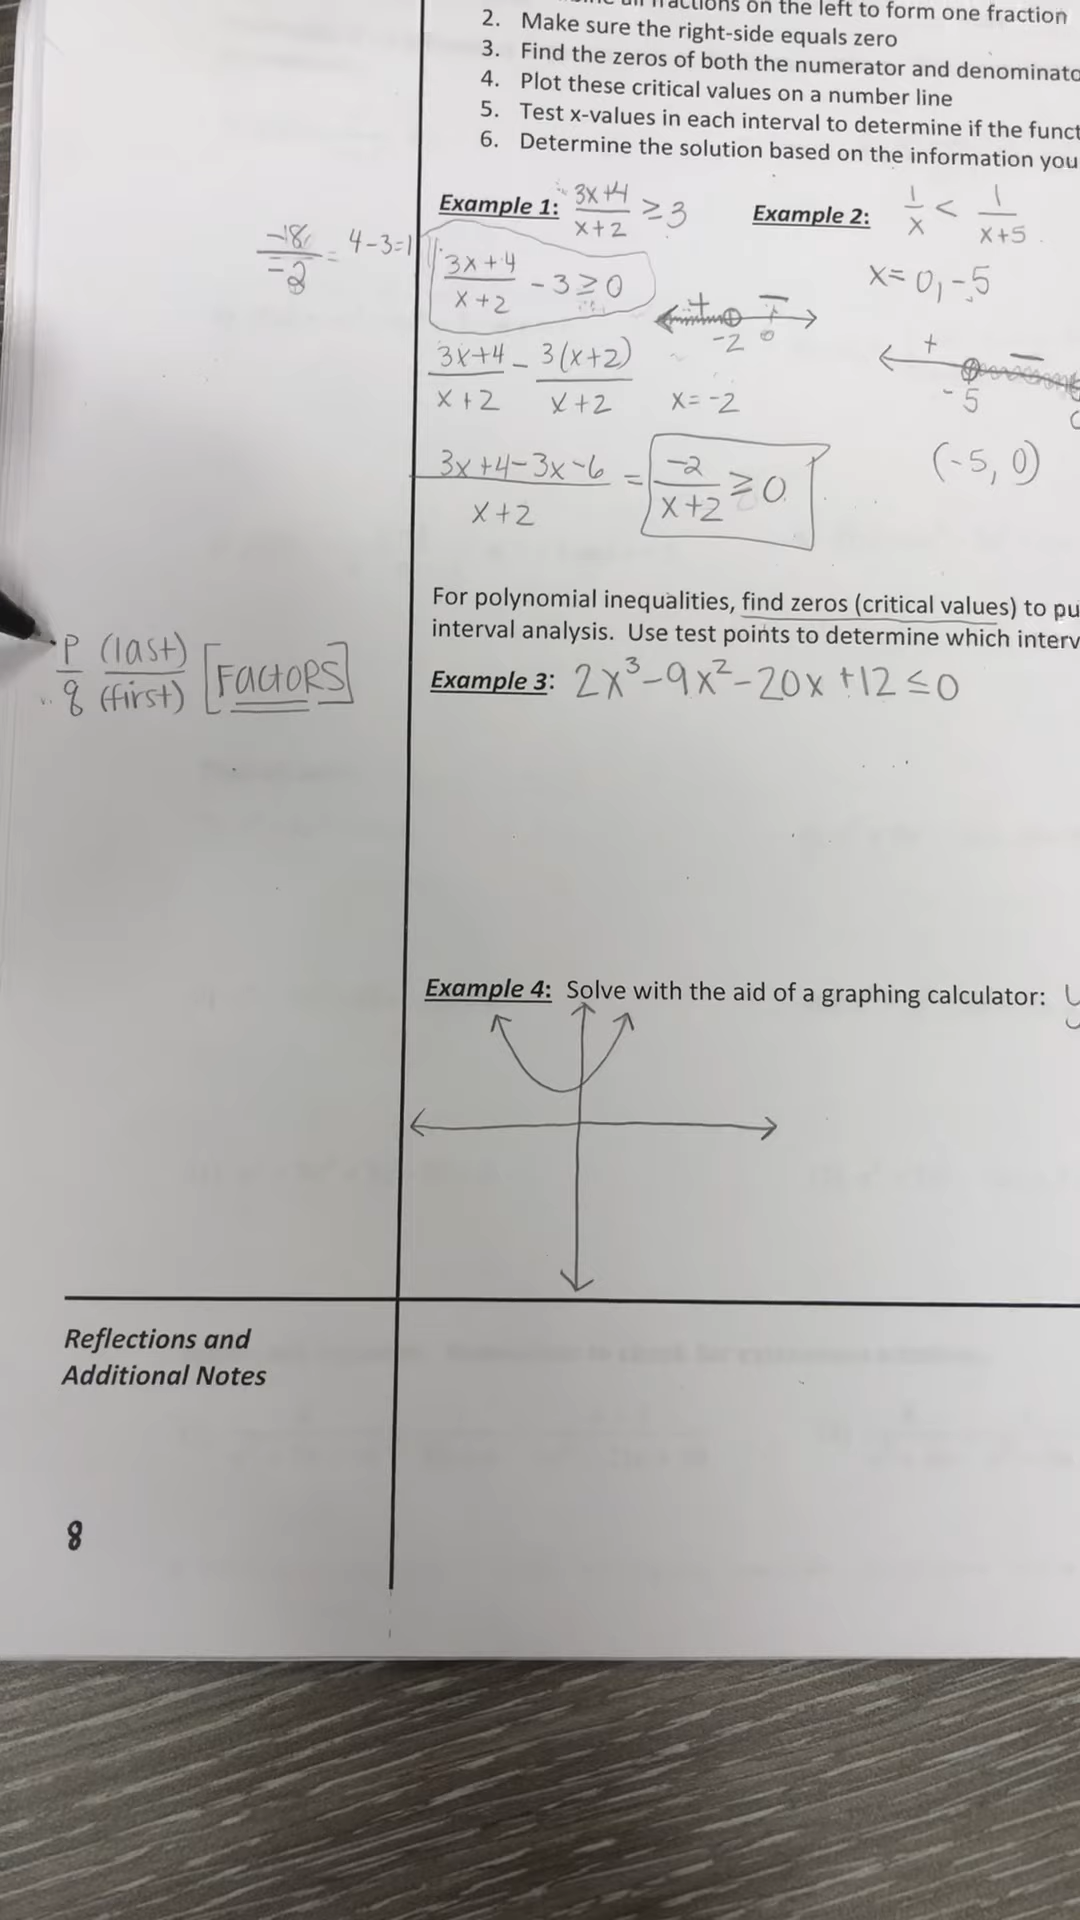 fractions on the left to form one fraction
2. Make sure the right-side equals zero
3. Find the zeros of both the numerator and
4. Plot these critical values on a number line
5. Test x-values in each interval to determine if the
6. Determine the solution based on the information you
Example 1: 3x+4/x+2 ≥ 3
Example 2: 1/x < 1/x+5
-8/-2 = 4-3=1
3x+4/x+2 - 3 ≥ 0
x= 0, -5
+ -
-2 0
+ -
-5
3x+4/x+2 - 3(x+2)/x+2
x= -2
(-5, 0)
3x+4-3x-6/x+2 = -2/x+2 ≥ 0
For polynomial inequalities, find zeros (critical values) to
interval analysis. Use test points to determine which
P (last)
q (first) [FACTORS]
Example 3: 2x³-9x²-20x+12≤0
Example 4: Solve with the aid of a graphing calculator:
Reflections and
Additional Notes
8